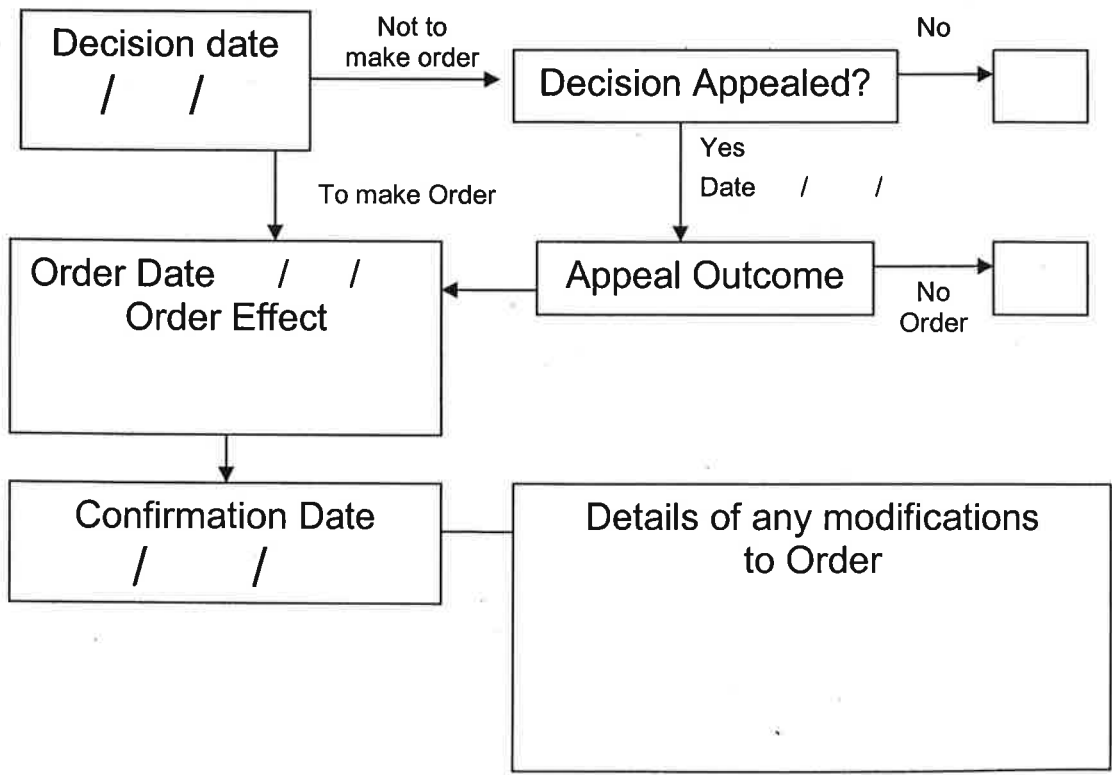 Decision date
/ /
Not to
make order
Decision Appealed?
No
Yes
Date / /
To make Order
Order Date / /
Order Effect
Appeal Outcome
No
Order
Confirmation Date
/ /
Details of any modifications
to Order